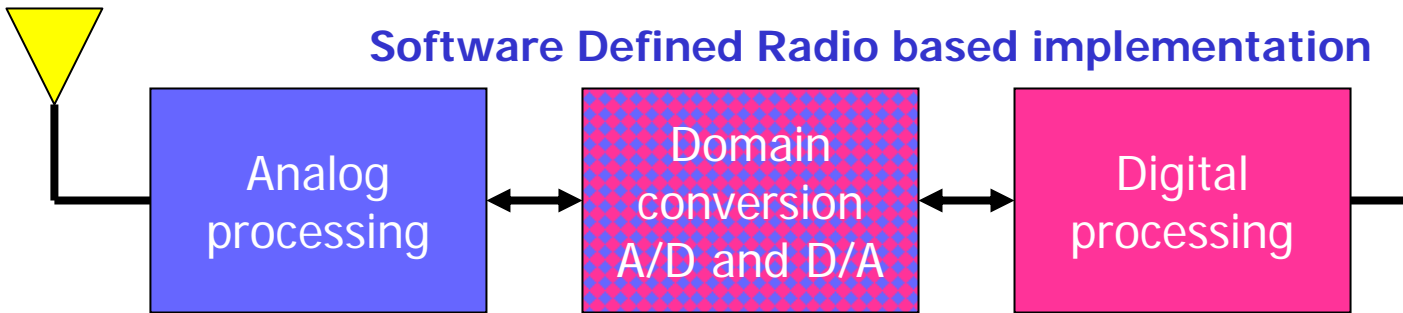 Software Defined Radio based implementation
Analog
processing
Domain
conversion
A/D and D/A
Digital
processing